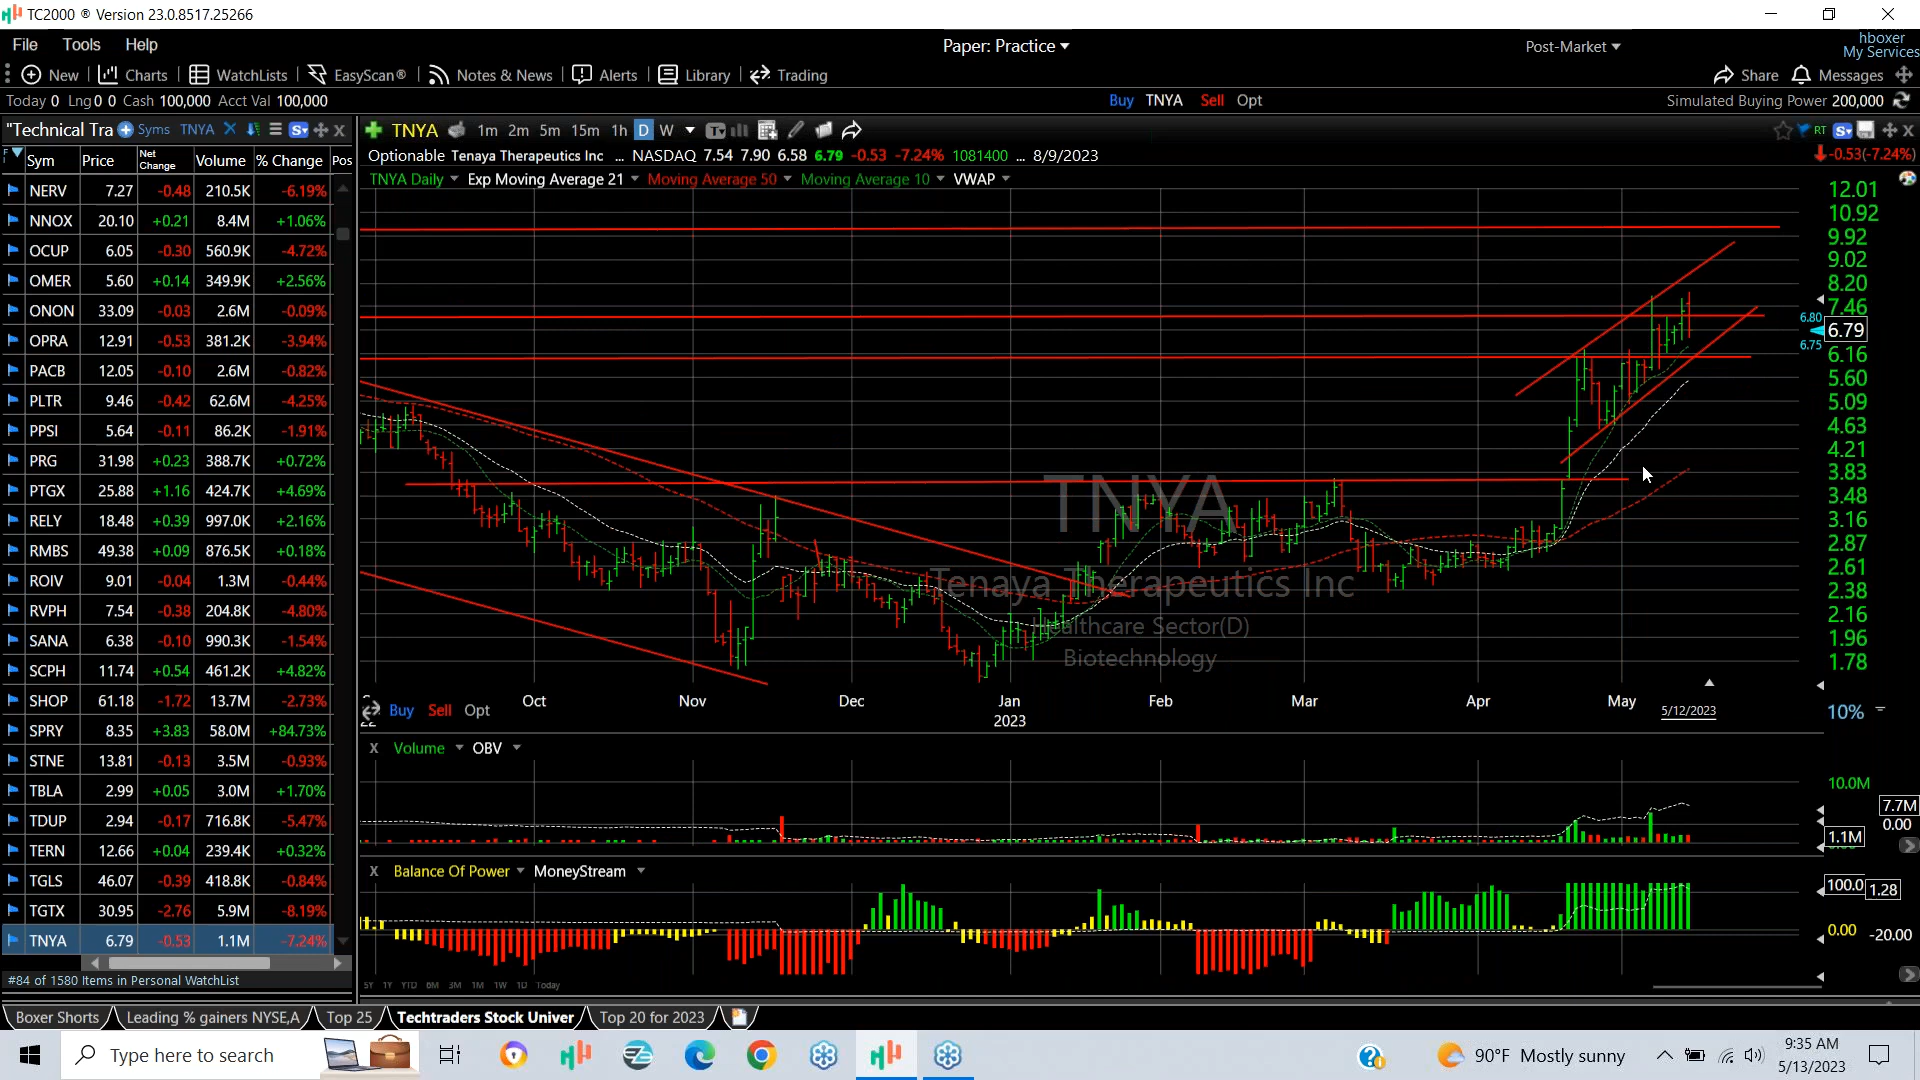 TC2000 ® Version 23.0.8517.25266
File Tools Help
Paper: Practice
Post-Market
hboxer
My Services
New Charts WatchLists EasyScan® Notes & News Alerts Library Trading
Share Messages
Today 0 Lng 0 0 Cash 100,000 Acct Val 100,000
Buy TNYA Sell Opt
Simulated Buying Power 200,000
"Technical Tra Syms TNYA
TNYA 1m 2m 5m 15m 1h D W
RT
Optionable Tenaya Therapeutics Inc ... NASDAQ 7.54 7.90 6.58 6.79 -0.53 -7.24% 1081400 ... 8/9/2023
-0.53(-7.24%)
TNYA Daily Exp Moving Average 21 Moving Average 50 Moving Average 10 VWAP
Sym Price Net Change Volume % Change Pos
NERV 7.27 -0.48 210.5K -6.19%
NNOX 20.10 +0.21 8.4M +1.06%
OCUP 6.05 -0.30 560.9K -4.72%
OMER 5.60 +0.14 349.9K +2.56%
ONON 33.09 -0.03 2.6M -0.09%
OPRA 12.91 -0.53 381.2K -3.94%
PACB 12.05 -0.10 2.6M -0.82%
PLTR 9.46 -0.42 62.6M -4.25%
PPSI 5.64 -0.11 86.2K -1.91%
PRG 31.98 +0.23 388.7K +0.72%
PTGX 25.88 +1.16 424.7K +4.69%
RELY 18.48 +0.39 997.0K +2.16%
RMBS 49.38 +0.09 876.5K +0.18%
ROIV 9.01 -0.04 1.3M -0.44%
RVPH 7.54 -0.38 204.8K -4.80%
SANA 6.38 -0.10 990.3K -1.54%
SCPH 11.74 +0.54 461.2K +4.82%
SHOP 61.18 -1.72 13.7M -2.73%
SPRY 8.35 +3.83 58.0M +84.73%
STNE 13.81 -0.13 3.5M -0.93%
TBLA 2.99 +0.05 3.0M +1.70%
TDUP 2.94 -0.17 716.8K -5.47%
TERN 12.66 +0.04 239.4K +0.32%
TGLS 46.07 -0.39 418.8K -0.84%
TGTX 30.95 -2.76 5.9M -8.19%
TNYA 6.79 -0.53 1.1M -7.24%
#84 of 1580 Items in Personal WatchList
12.01
10.92
9.92
9.02
8.20
7.46
6.80
6.79
6.75
6.16
5.60
5.09
4.63
4.21
3.83
3.48
3.16
2.87
2.61
2.38
2.16
1.96
1.78
10%
TNYA
Tenaya Therapeutics Inc
Healthcare Sector(D)
Biotechnology
Oct Nov Dec Jan Feb Mar Apr May
22 2023 5/12/2023
Buy Sell Opt
X Volume OBV
10.0M
7.7M
0.00
1.1M
X Balance Of Power MoneyStream
100.0 1.28
0.00 -20.00
5Y 1Y YTD 6M 3M 1M 1W 1D Today
Boxer Shorts Leading % gainers NYSE,A Top 25 Techtraders Stock Univer Top 20 for 2023
Type here to search
90°F Mostly sunny
9:35 AM
5/13/2023